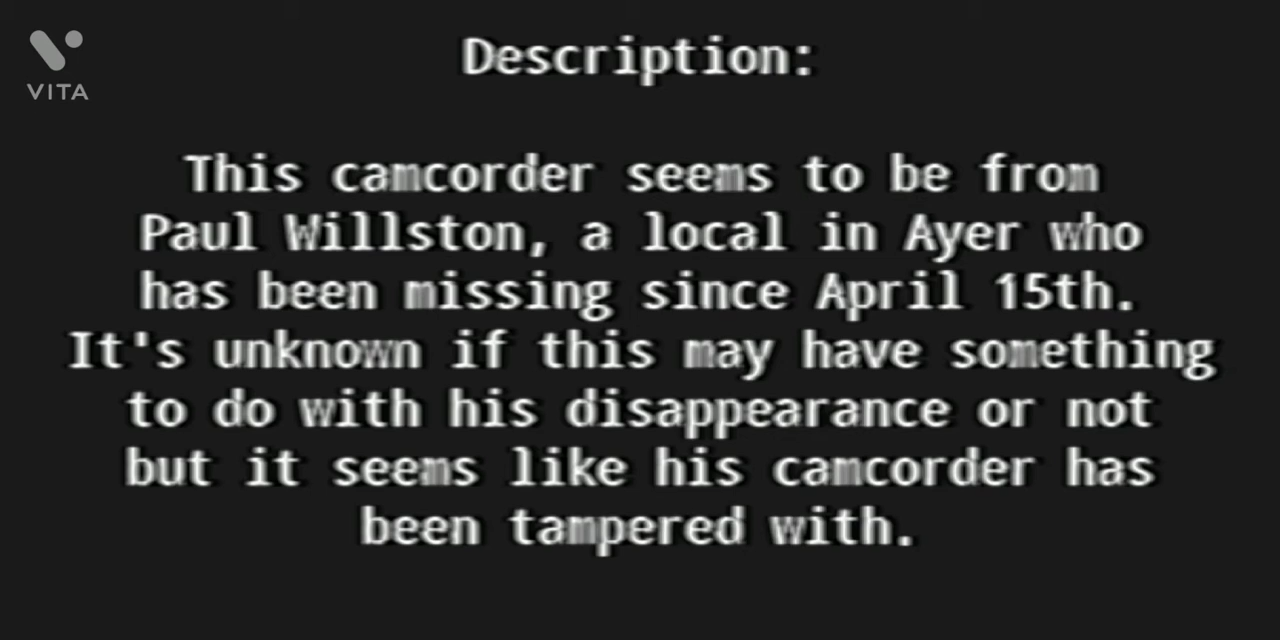 VITA
Description:
This camcorder seems to be from
Paul Willston, a local in Ayer who
has been missing since April 15th.
It's unknown if this may have something
to do with his disappearance or not
but it seems like his camcorder has
been tampered with.